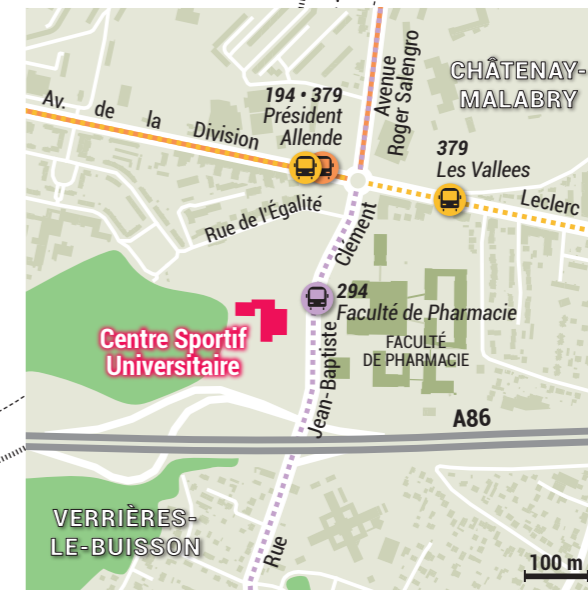 CHÂTENAY-
MALABRY
Avenue
Roger Salengro
194 • 379
Président
Allende
Av. de la Division
Leclerc
379
Les Vallees
Rue de l'Égalité
Clément
294
Faculté de Pharmacie
FACULTÉ
DE PHARMACIE
Centre Sportif
Universitaire
Jean-Baptiste
A86
VERRIÈRES-
LE-BUISSON
Rue
100 m